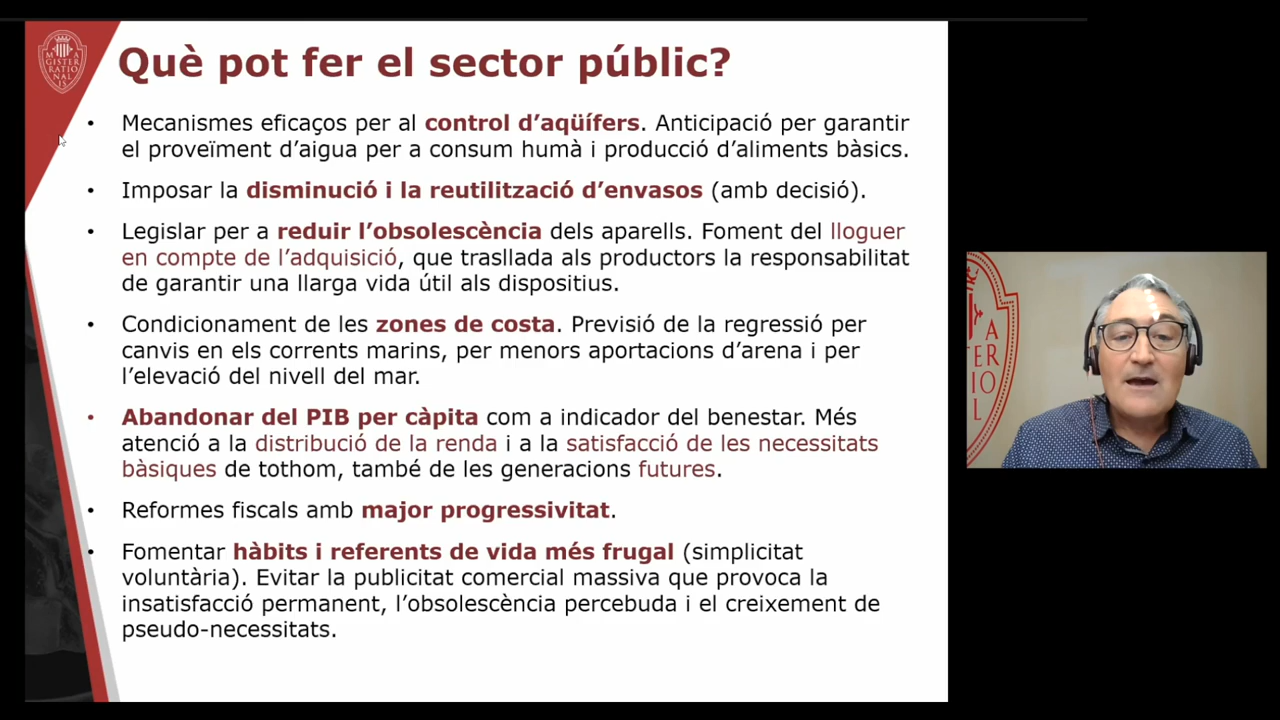 Què pot fer el sector públic?
• Mecanismes eficaços per al control d’aqüífers. Anticipació per garantir
el proveïment d’aigua per a consum humà i producció d’aliments bàsics.
• Imposar la disminució i la reutilització d’envasos (amb decisió).
• Legislar per a reduir l’obsolescència dels aparells. Foment del lloguer
en compte de l’adquisició, que trasllada als productors la responsabilitat
de garantir una llarga vida útil als dispositius.
• Condicionament de les zones de costa. Previsió de la regressió per
canvis en els corrents marins, per menors aportacions d’arena i per
l’elevació del nivell del mar.
• Abandonar del PIB per càpita com a indicador del benestar. Més
atenció a la distribució de la renda i a la satisfacció de les necessitats
bàsiques de tothom, també de les generacions futures.
• Reformes fiscals amb major progressivitat.
• Fomentar hàbits i referents de vida més frugal (simplicitat
voluntària). Evitar la publicitat comercial massiva que provoca la
insatisfacció permanent, l’obsolescència percebuda i el creixement de
pseudo-necessitats.
M A
GISTER
RATIO
NAL
IS
A
ER
IO
L